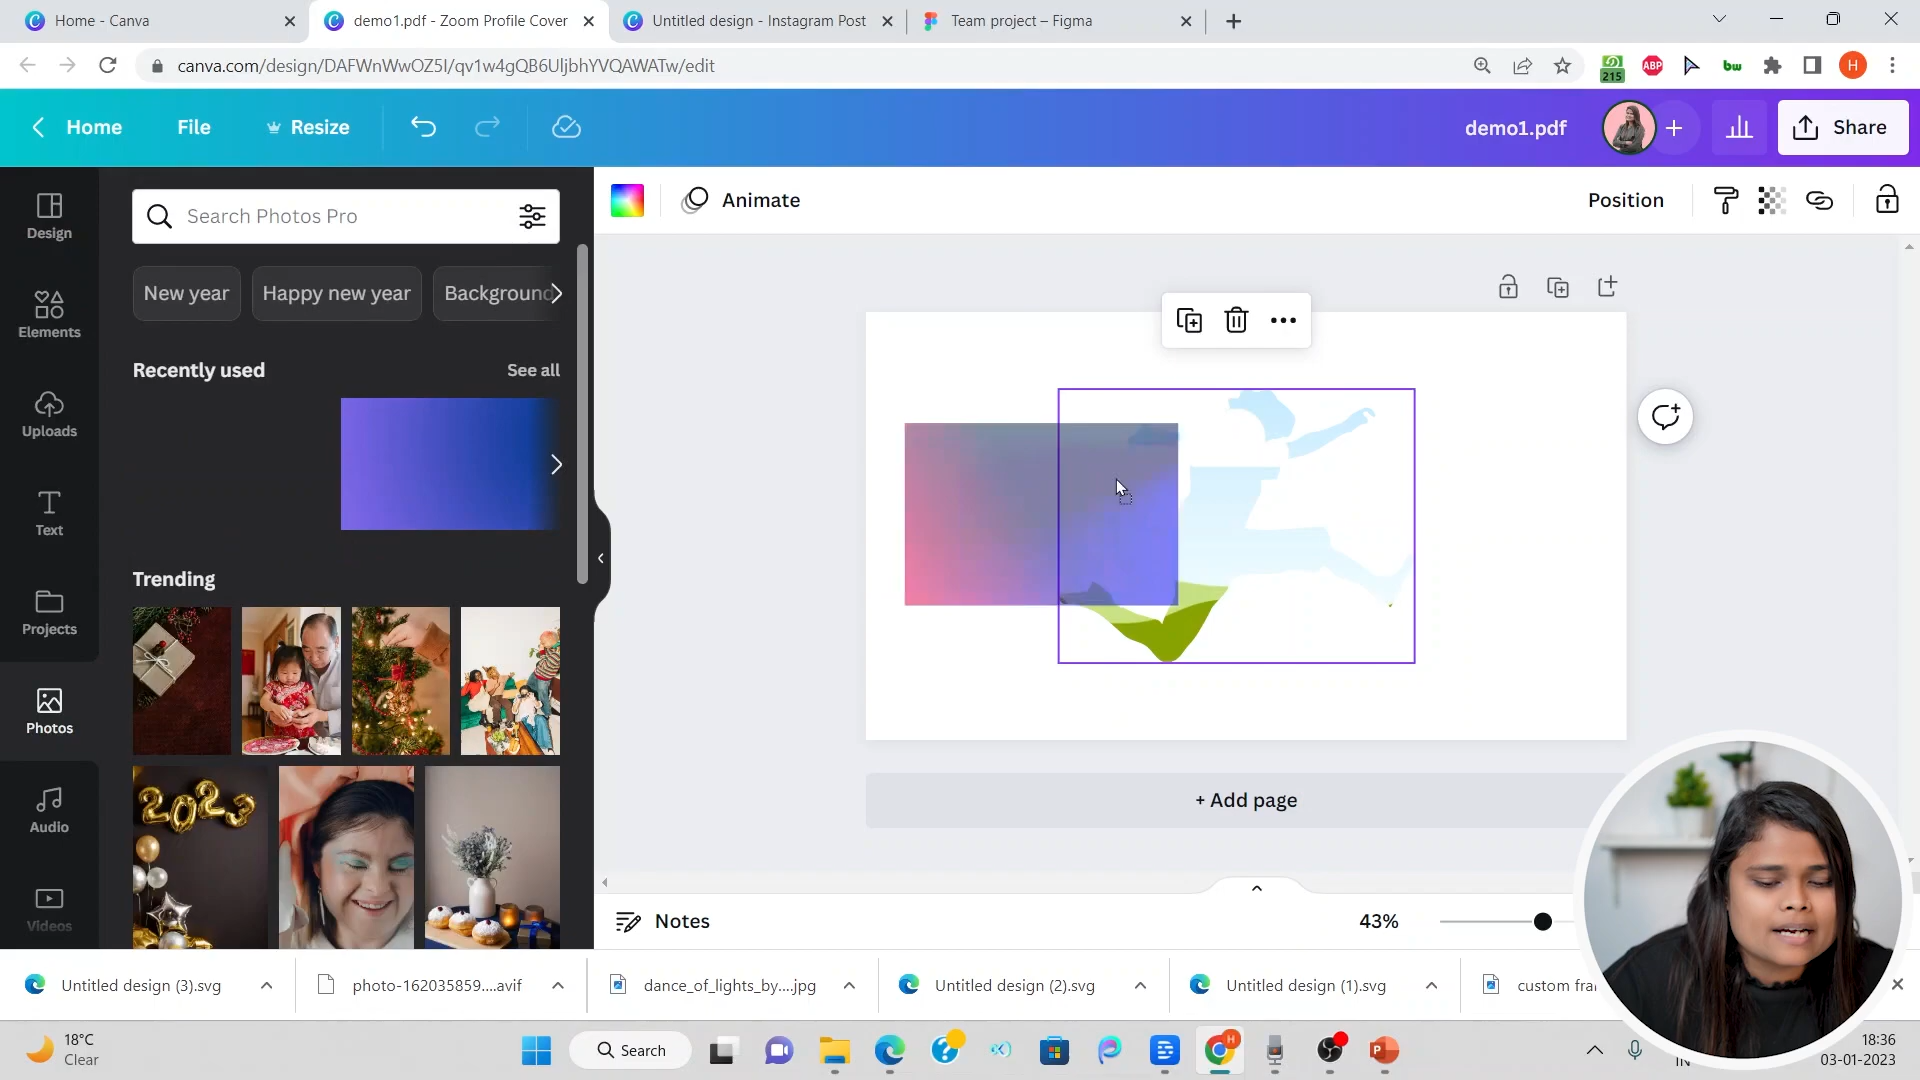 Home - Canva
demo1.pdf - Zoom Profile Cover
Untitled design - Instagram Post
Team project – Figma
canva.com/design/DAFWnWwOZ5I/qv1w4gQB6UljbhYVQAWATw/edit
215
ABP
bw
H
Home
File
Resize
demo1.pdf
Share
Design
Elements
Uploads
Text
Projects
Photos
Audio
Videos
Search Photos Pro
New year
Happy new year
Background
Recently used
See all
Trending
2023
Animate
Position
+ Add page
Notes
43%
Untitled design (3).svg
photo-162035859....avif
dance_of_lights_by....jpg
Untitled design (2).svg
Untitled design (1).svg
custom fra
18°C
Clear
Search
H
IN
18:36
03-01-2023